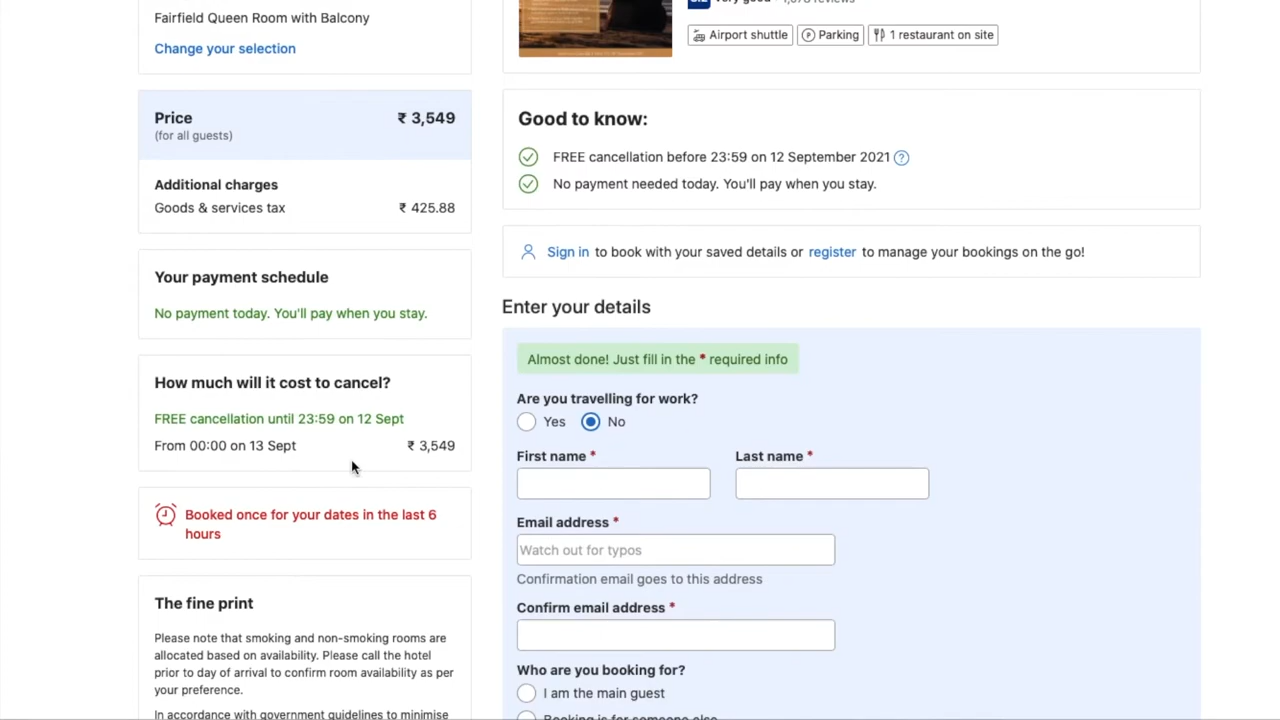 Fairfield Queen Room with Balcony
Change your selection
Price
₹ 3,549
(for all guests)
Additional charges
Goods & services tax
₹ 425.88
Your payment schedule
No payment today. You'll pay when you stay.
How much will it cost to cancel?
FREE cancellation until 23:59 on 12 Sept
From 00:00 on 13 Sept
₹ 3,549
Booked once for your dates in the last 6
hours
The fine print
Please note that smoking and non-smoking rooms are
allocated based on availability. Please call the hotel
prior to day of arrival to confirm room availability as per
your preference.
In accordance with government guidelines to minimise
Airport shuttle
Parking
1 restaurant on site
Good to know:
FREE cancellation before 23:59 on 12 September 2021
No payment needed today. You'll pay when you stay.
Sign in to book with your saved details or register to manage your bookings on the go!
Enter your details
Almost done! Just fill in the * required info
Are you travelling for work?
Yes
No
First name *
Last name *
Email address *
Watch out for typos
Confirmation email goes to this address
Confirm email address *
Who are you booking for?
I am the main guest
Booking is for someone else